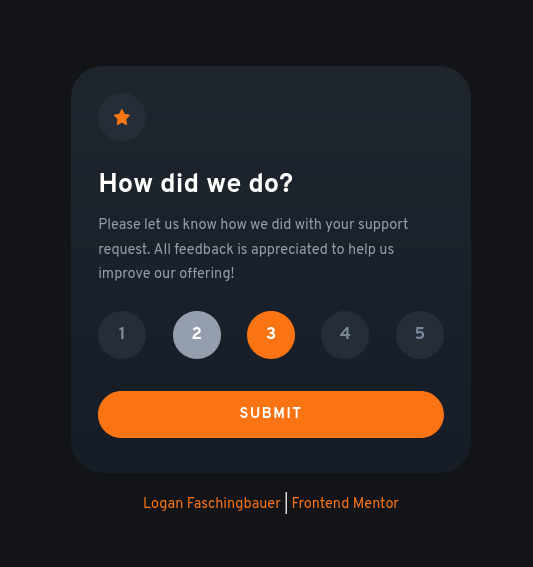 How did we do?
Please let us know how we did with your support
request. All feedback is appreciated to help us
improve our offering!
1 2 3 4 5
SUBMIT
Logan Faschingbauer | Frontend Mentor